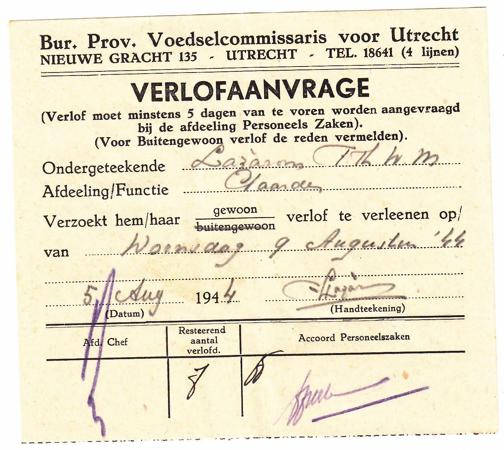 Bur. Prov. Voedselcommissaris voor Utrecht
NIEUWE GRACHT 135 - UTRECHT - TEL. 18641 (4 lijnen)
VERLOFAANVRAGE
(Verlof moet minstens 5 dagen van te voren worden aangevraagd
bij de afdeeling Personeels Zaken).
(Voor Buitengewoon verlof de reden vermelden).
Ondergeteekende Lazàrom Th W M
Afdeeling/Functie
Verzoekt hem/haar gewoon / buitengewoon verlof te verleenen op/
van Woensdag 9 Augustus '44
5 Aug 1944
(Datum) (Handteekening)
Afd. Chef Resteerend aantal verlofd. Accoord Personeelszaken